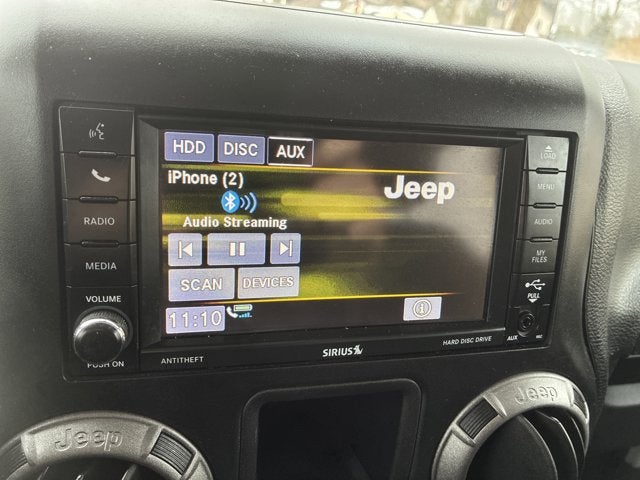 HDD DISC AUX
iPhone (2)
Jeep
Audio Streaming
SCAN DEVICES
11:10
RADIO
MEDIA
VOLUME
PUSH ON
ANTITHEFT
SIRIUS
HARD DISC DRIVE
LOAD
MENU
AUDIO
MY
FILES
PULL
AUX
Jeep
Jeep